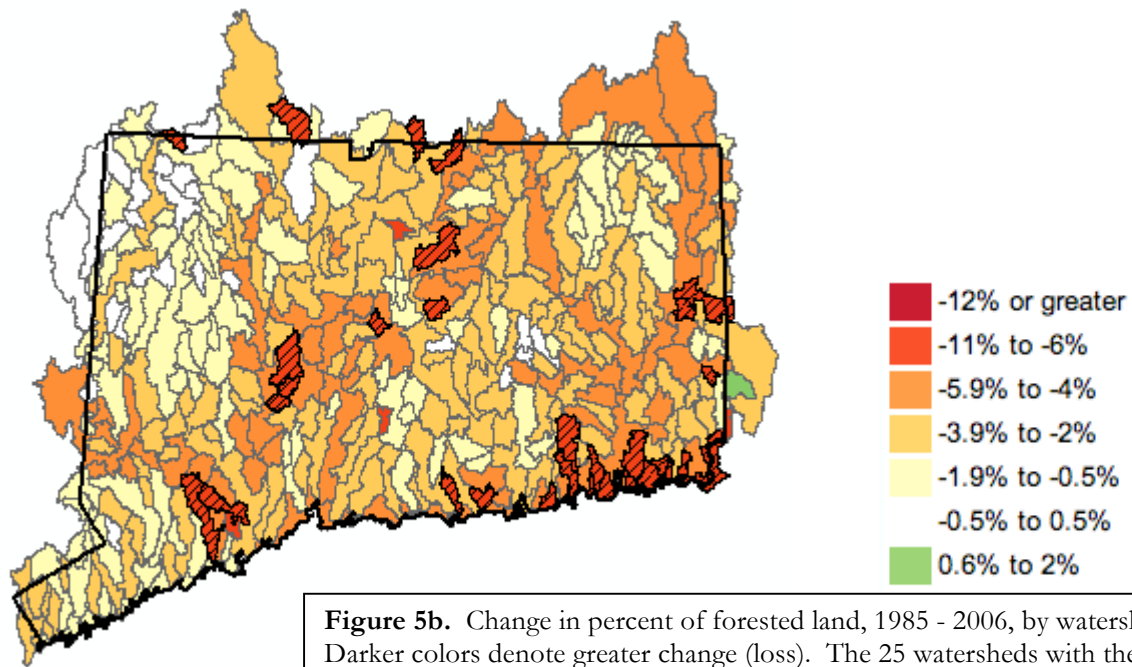 -12% or greater
-11% to -6%
-5.9% to -4%
-3.9% to -2%
-1.9% to -0.5%
-0.5% to 0.5%
0.6% to 2%
Figure 5b. Change in percent of forested land, 1985 - 2006, by
Darker colors denote greater change (loss). The 25 watersheds with the